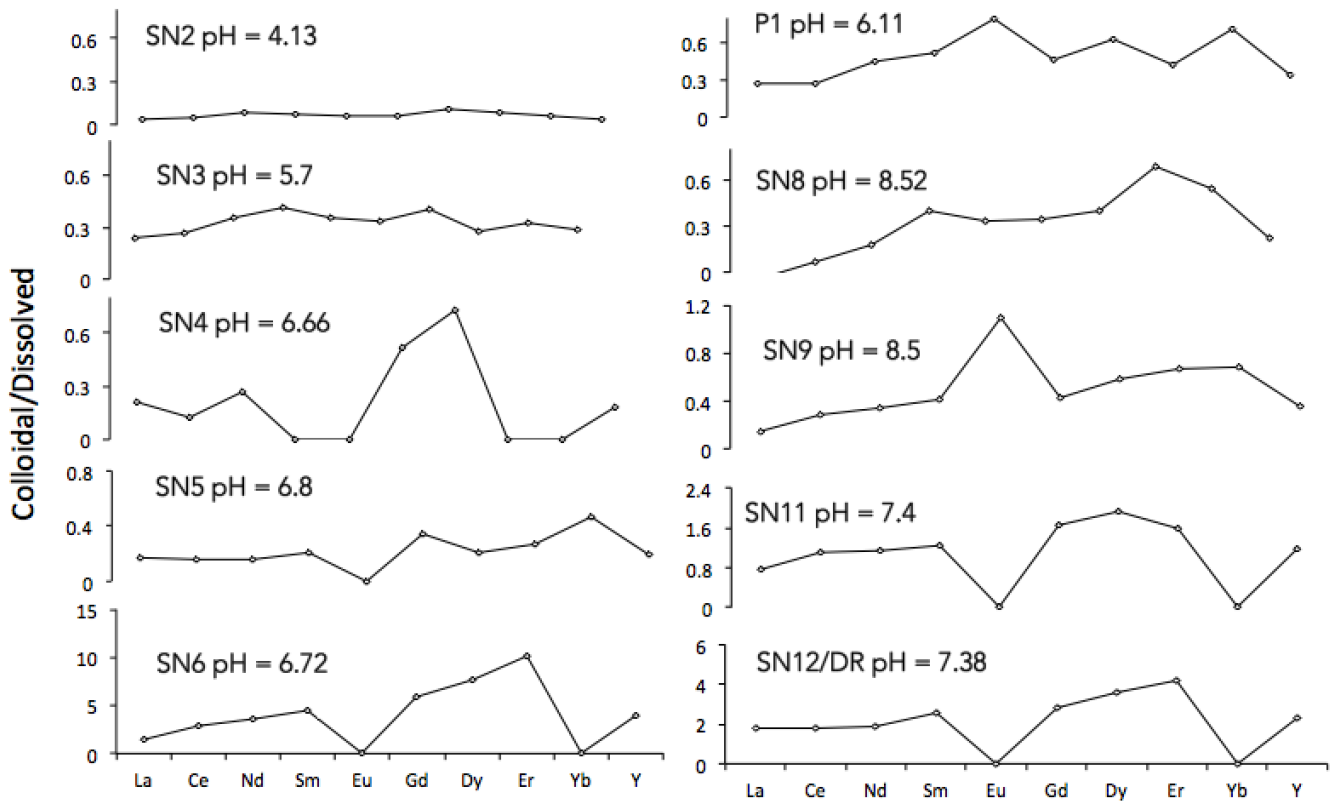 Colloidal/Dissolved
SN2 pH = 4.13
0.6
0.3
0
SN3 pH = 5.7
0.6
0.3
0
SN4 pH = 6.66
0.6
0.3
0
SN5 pH = 6.8
0.8
0.4
0
SN6 pH = 6.72
15
10
5
0
La Ce Nd Sm Eu Gd Dy Er Yb Y
P1 pH = 6.11
0.6
0.3
0
SN8 pH = 8.52
0.6
0.3
0
SN9 pH = 8.5
1.2
0.8
0.4
0
SN11 pH = 7.4
2.4
1.6
0.8
0
SN12/DR pH = 7.38
6
4
2
0
La Ce Nd Sm Eu Gd Dy Er Yb Y